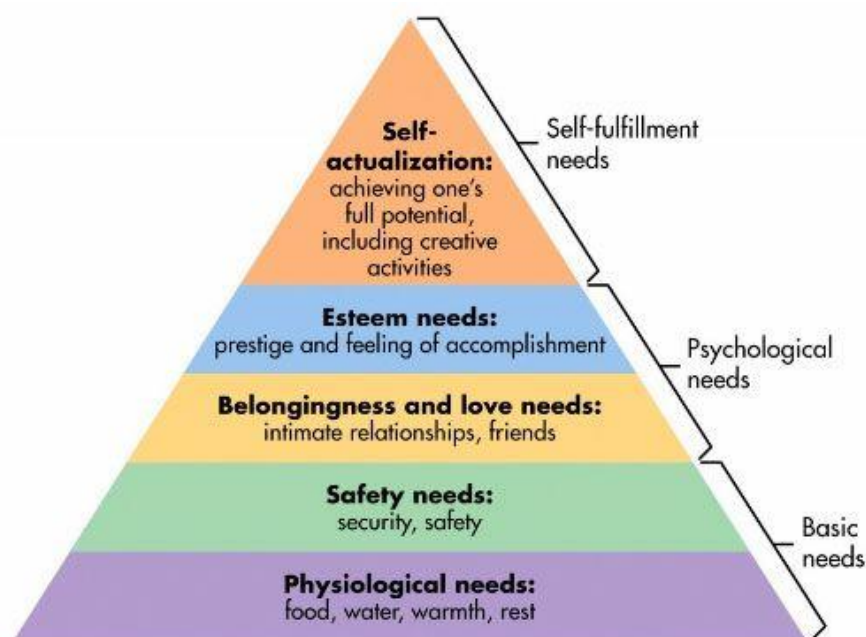 Self-
actualization:
achieving one's
full potential,
including creative
activities
Self-fulfillment
needs
Esteem needs:
prestige and feeling of accomplishment
Psychological
needs
Belongingness and love needs:
intimate relationships, friends
Safety needs:
security, safety
Basic
needs
Physiological needs:
food, water, warmth, rest